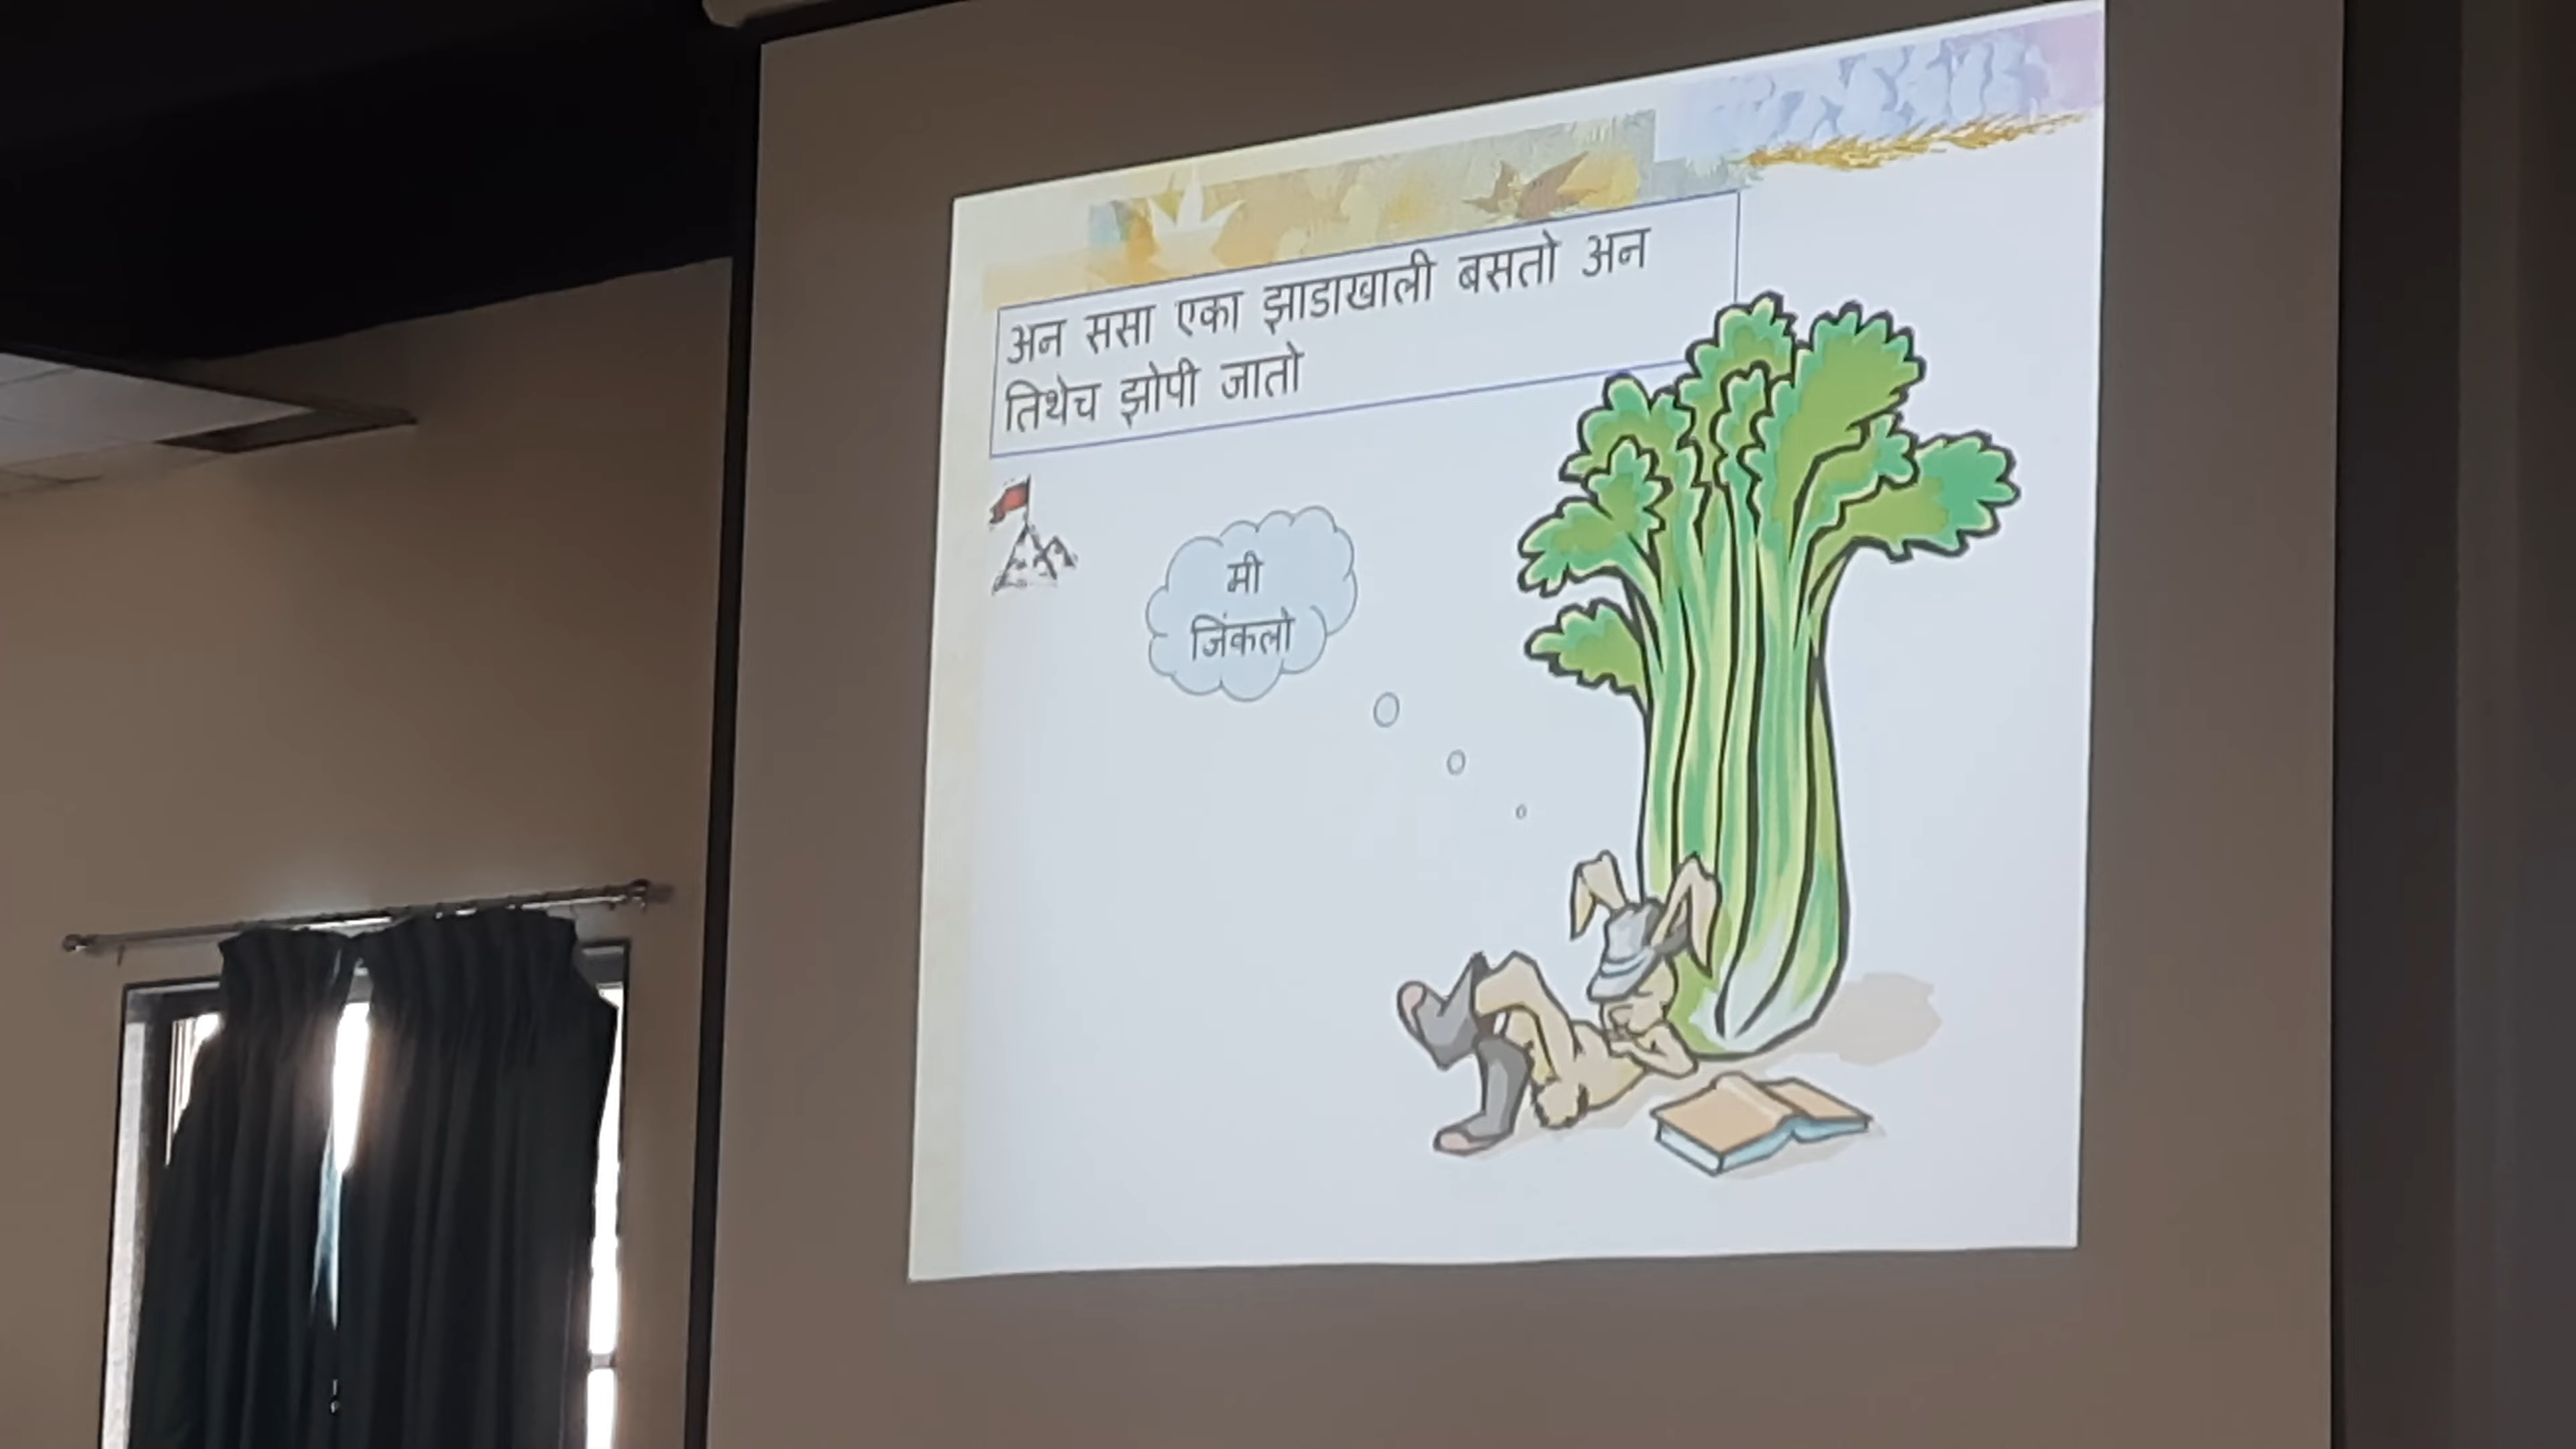 अन ससा एका झाडाखाली बसतो अन
तिथेच झोपी जातो
मी
जिंकलो